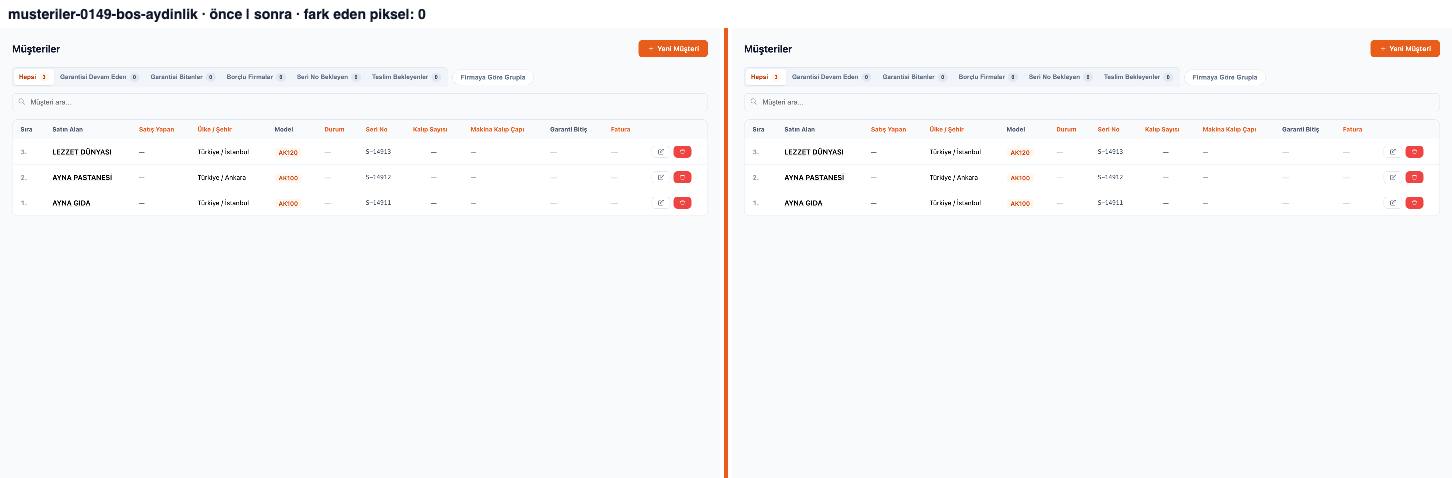 musteriler-0149-bos-aydinlik · önce | sonra · fark eden piksel: 0
Müşteriler
+ Yeni Müşteri
Hepsi 3 Garantisi Devam Eden 0 Garantisi Bitenler 0 Borçlu Firmalar 0 Seri No Bekleyen 0 Teslim Bekleyenler 0 Firmaya Göre Grupla
Müşteri ara...
Sıra Satın Alan Satış Yapan Ülke / Şehir Model Durum Seri No Kalıp Sayısı Makina Kalıp Çapı Garanti Bitiş Fatura
3. LEZZET DÜNYASI — Türkiye / İstanbul AK120 — S-14913 — — — —
2. AYNA PASTANESİ — Türkiye / Ankara AK100 — S-14912 — — — —
1. AYNA GIDA — Türkiye / İstanbul AK100 — S-14911 — — — —
Müşteriler
+ Yeni Müşteri
Hepsi 3 Garantisi Devam Eden 0 Garantisi Bitenler 0 Borçlu Firmalar 0 Seri No Bekleyen 0 Teslim Bekleyenler 0 Firmaya Göre Grupla
Müşteri ara...
Sıra Satın Alan Satış Yapan Ülke / Şehir Model Durum Seri No Kalıp Sayısı Makina Kalıp Çapı Garanti Bitiş Fatura
3. LEZZET DÜNYASI — Türkiye / İstanbul AK120 — S-14913 — — — —
2. AYNA PASTANESİ — Türkiye / Ankara AK100 — S-14912 — — — —
1. AYNA GIDA — Türkiye / İstanbul AK100 — S-14911 — — — —